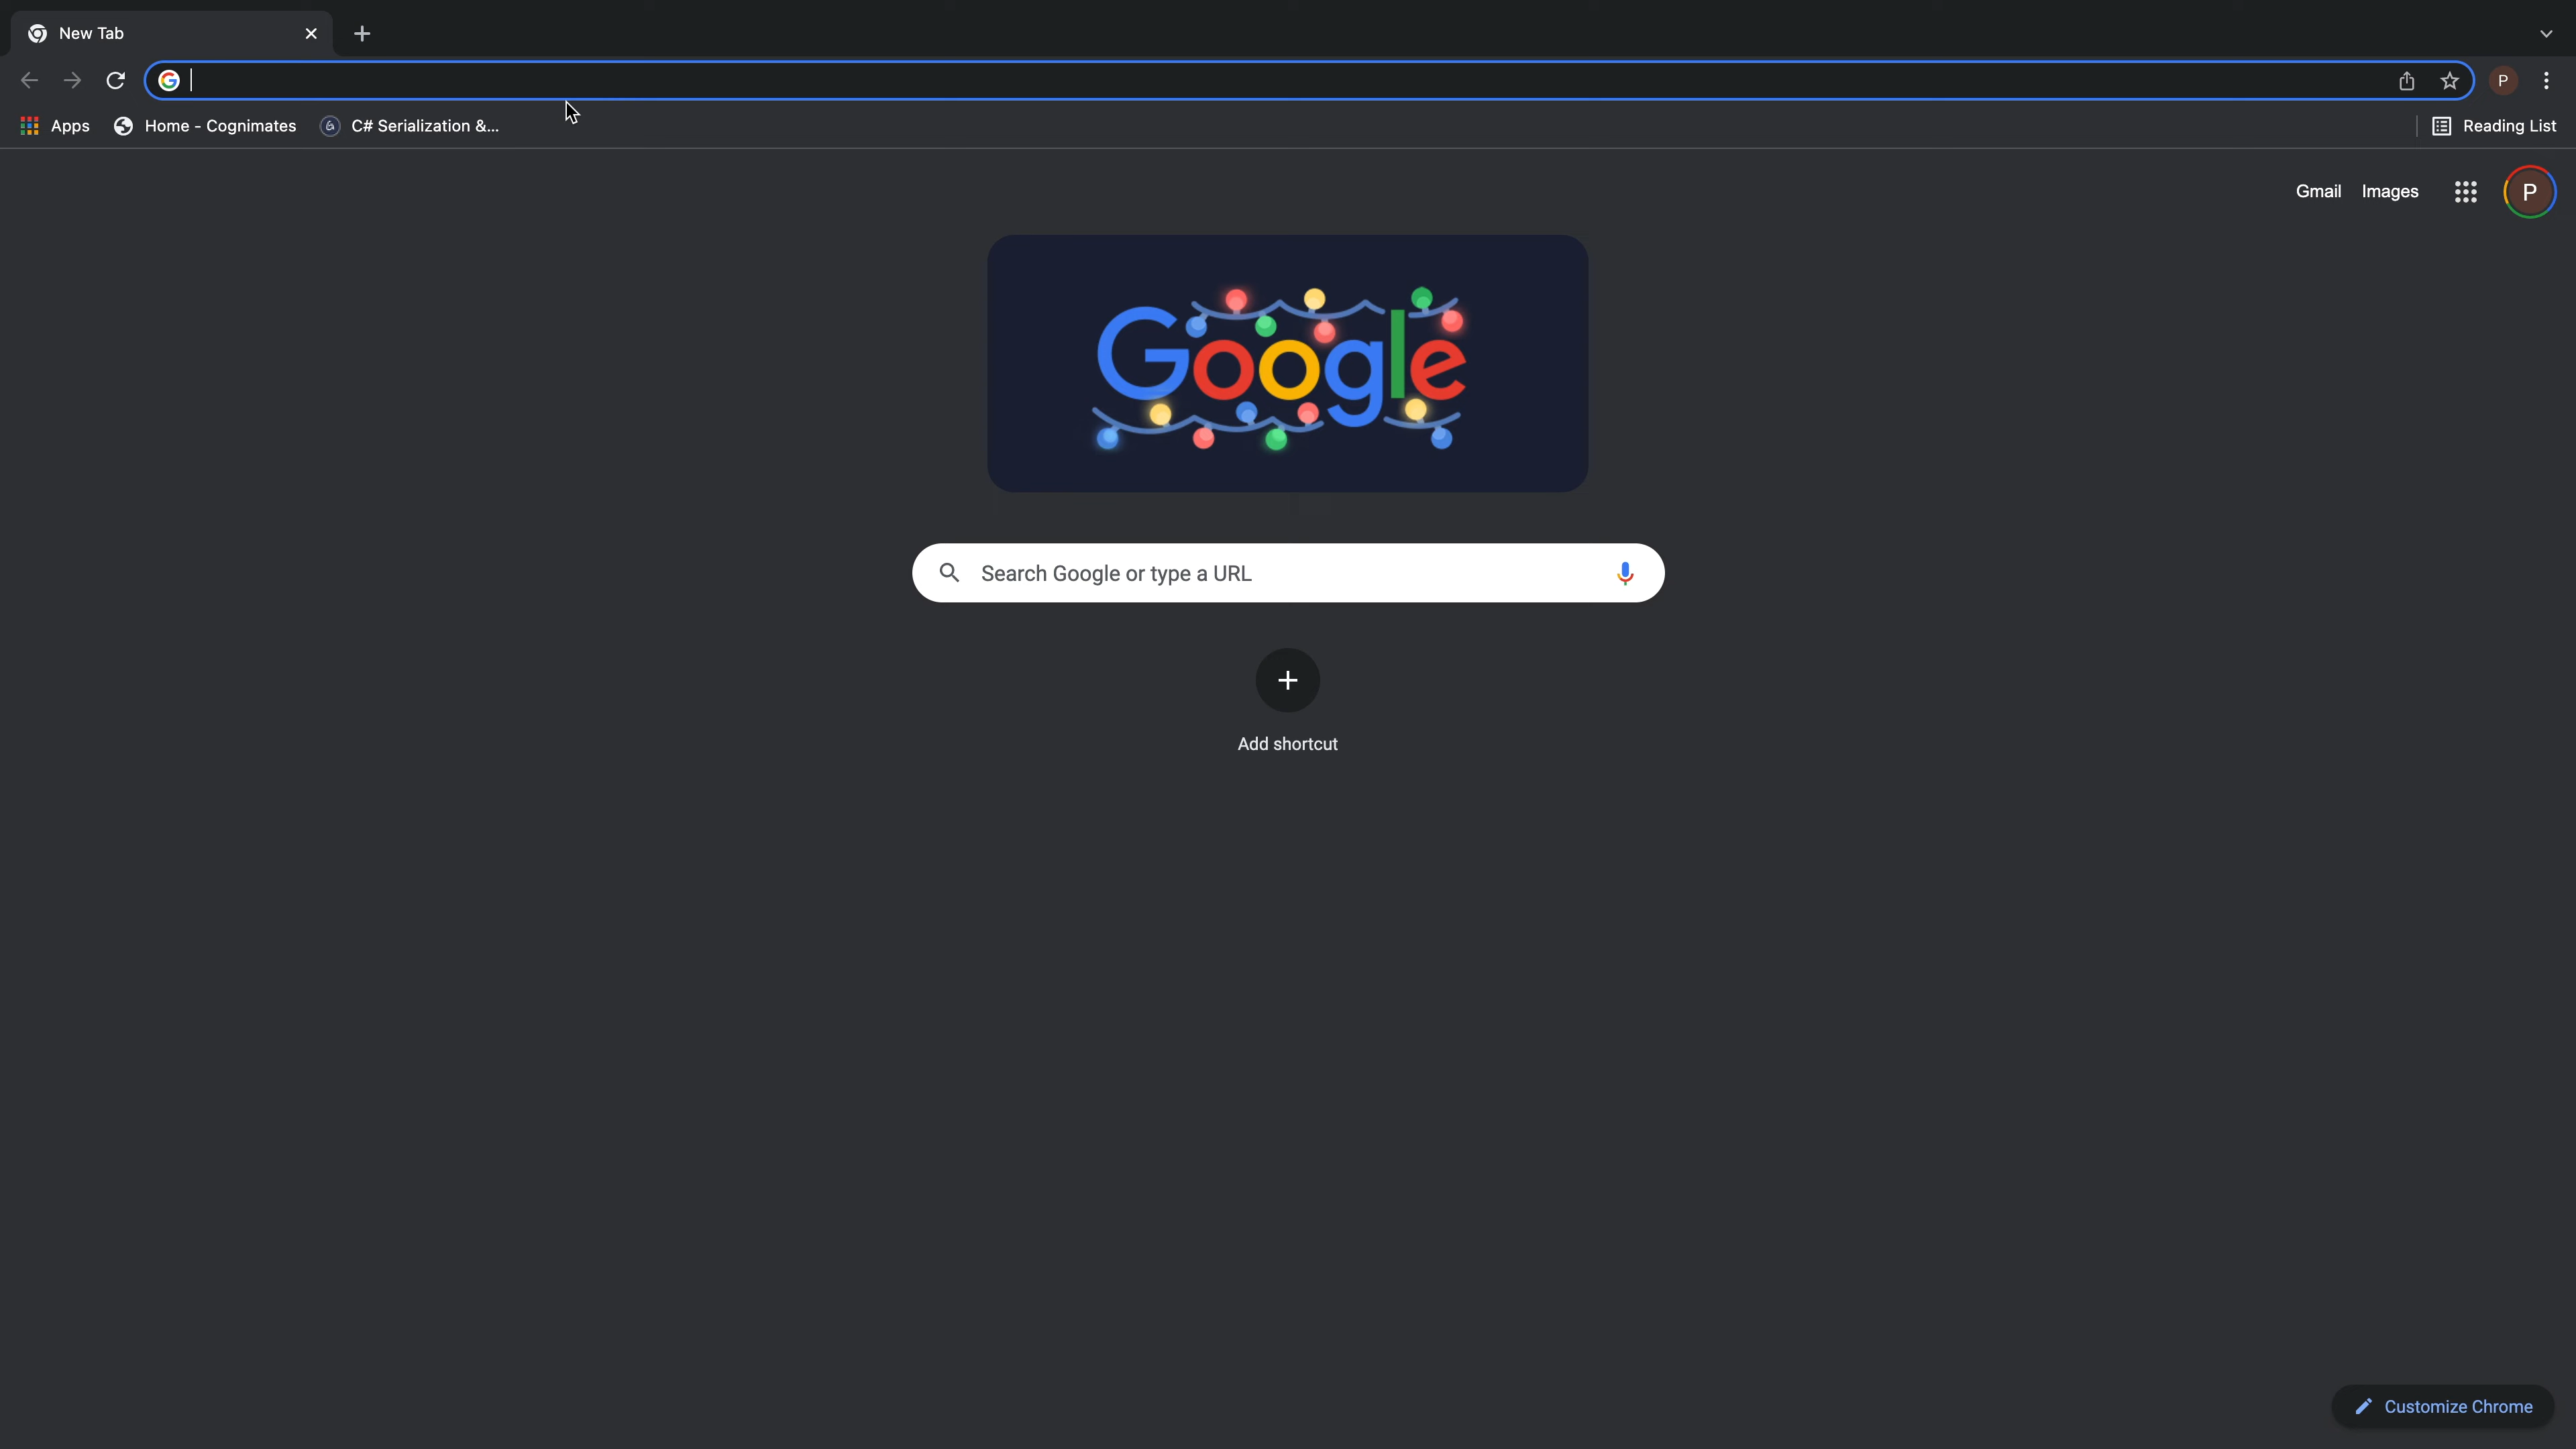 New Tab
Apps Home - Cognimates C# Serialization &... Reading List
Gmail Images P
P
Google
Search Google or type a URL
Add shortcut
Customize Chrome